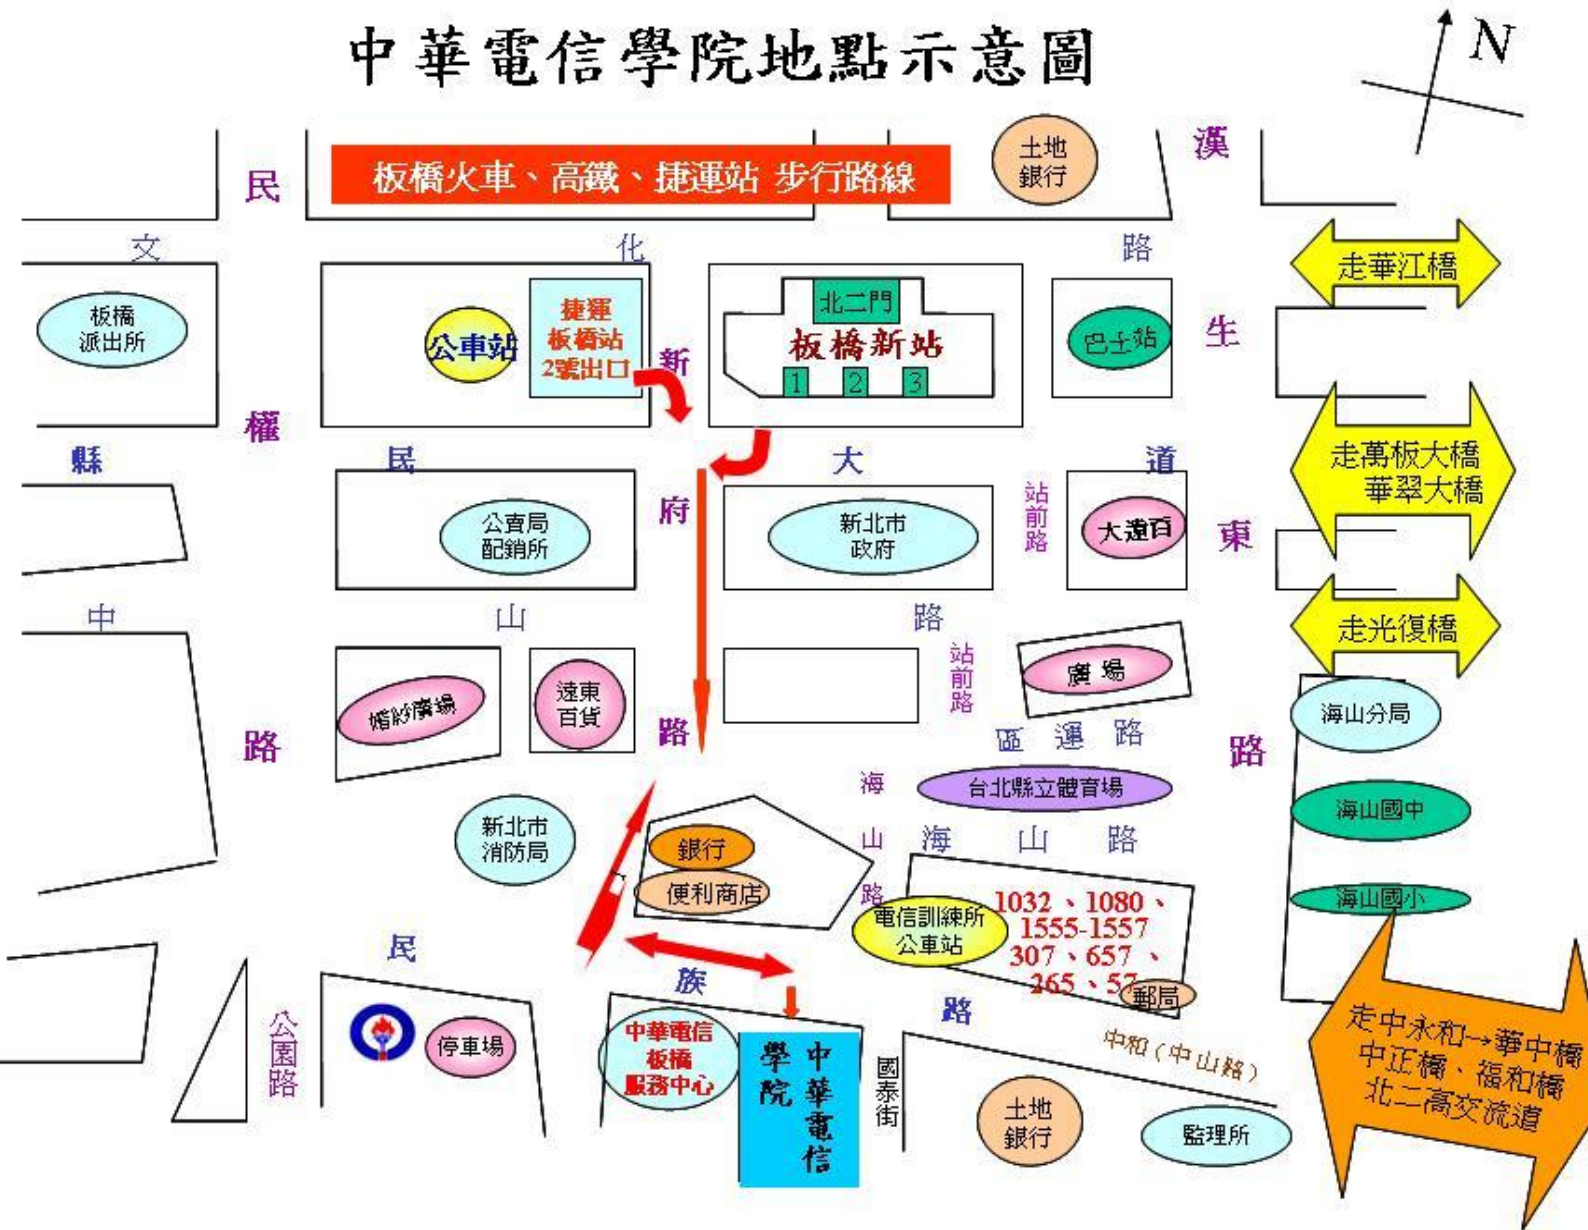 中華電信學院地點示意圖
N
板橋火車、高鐵、捷運站 步行路線
土地
銀行
民權路
漢生東路
文化路
走華江橋
板橋
派出所
公車站
捷運
板橋站
2號出口
新府路
北二門
板橋新站
1 2 3
巴士站
縣民大道
走萬板大橋
華翠大橋
公賣局
配銷所
新北市
政府
站前路
大遠百
中山路
走光復橋
婚紗廣場
遠東
百貨
站前路
廣場
區運路
海山分局
台北縣立體育場
海山路
新北市
消防局
銀行
便利商店
海山路
海山國中
電信訓練所
公車站
1032、1080、
1555-1557
307、657、
265、57
郵局
海山國小
民族路
公園路
停車場
中華電信
板橋
服務中心
中華電信
學院
國泰街
中和(中山路)
土地
銀行
監理所
走中永和→華中橋
中正橋、福和橋
北二高交流道